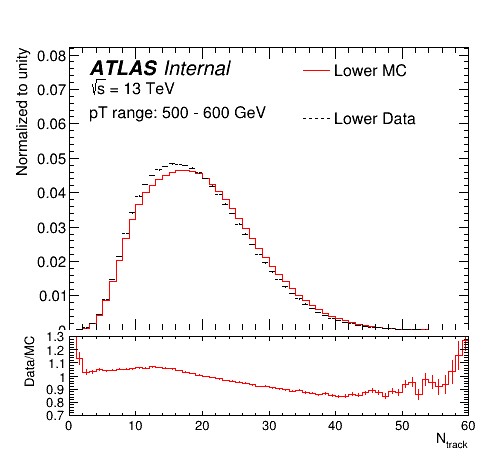 Normalized to unity
0.08
0.07
0.06
0.05
0.04
0.03
0.02
0.01
0
ATLAS Internal
√s = 13 TeV
pT range: 500 - 600 GeV
Lower MC
Lower Data
Data/MC
1.3
1.2
1.1
1
0.9
0.8
0.7
0 10 20 30 40 50 60
N_track